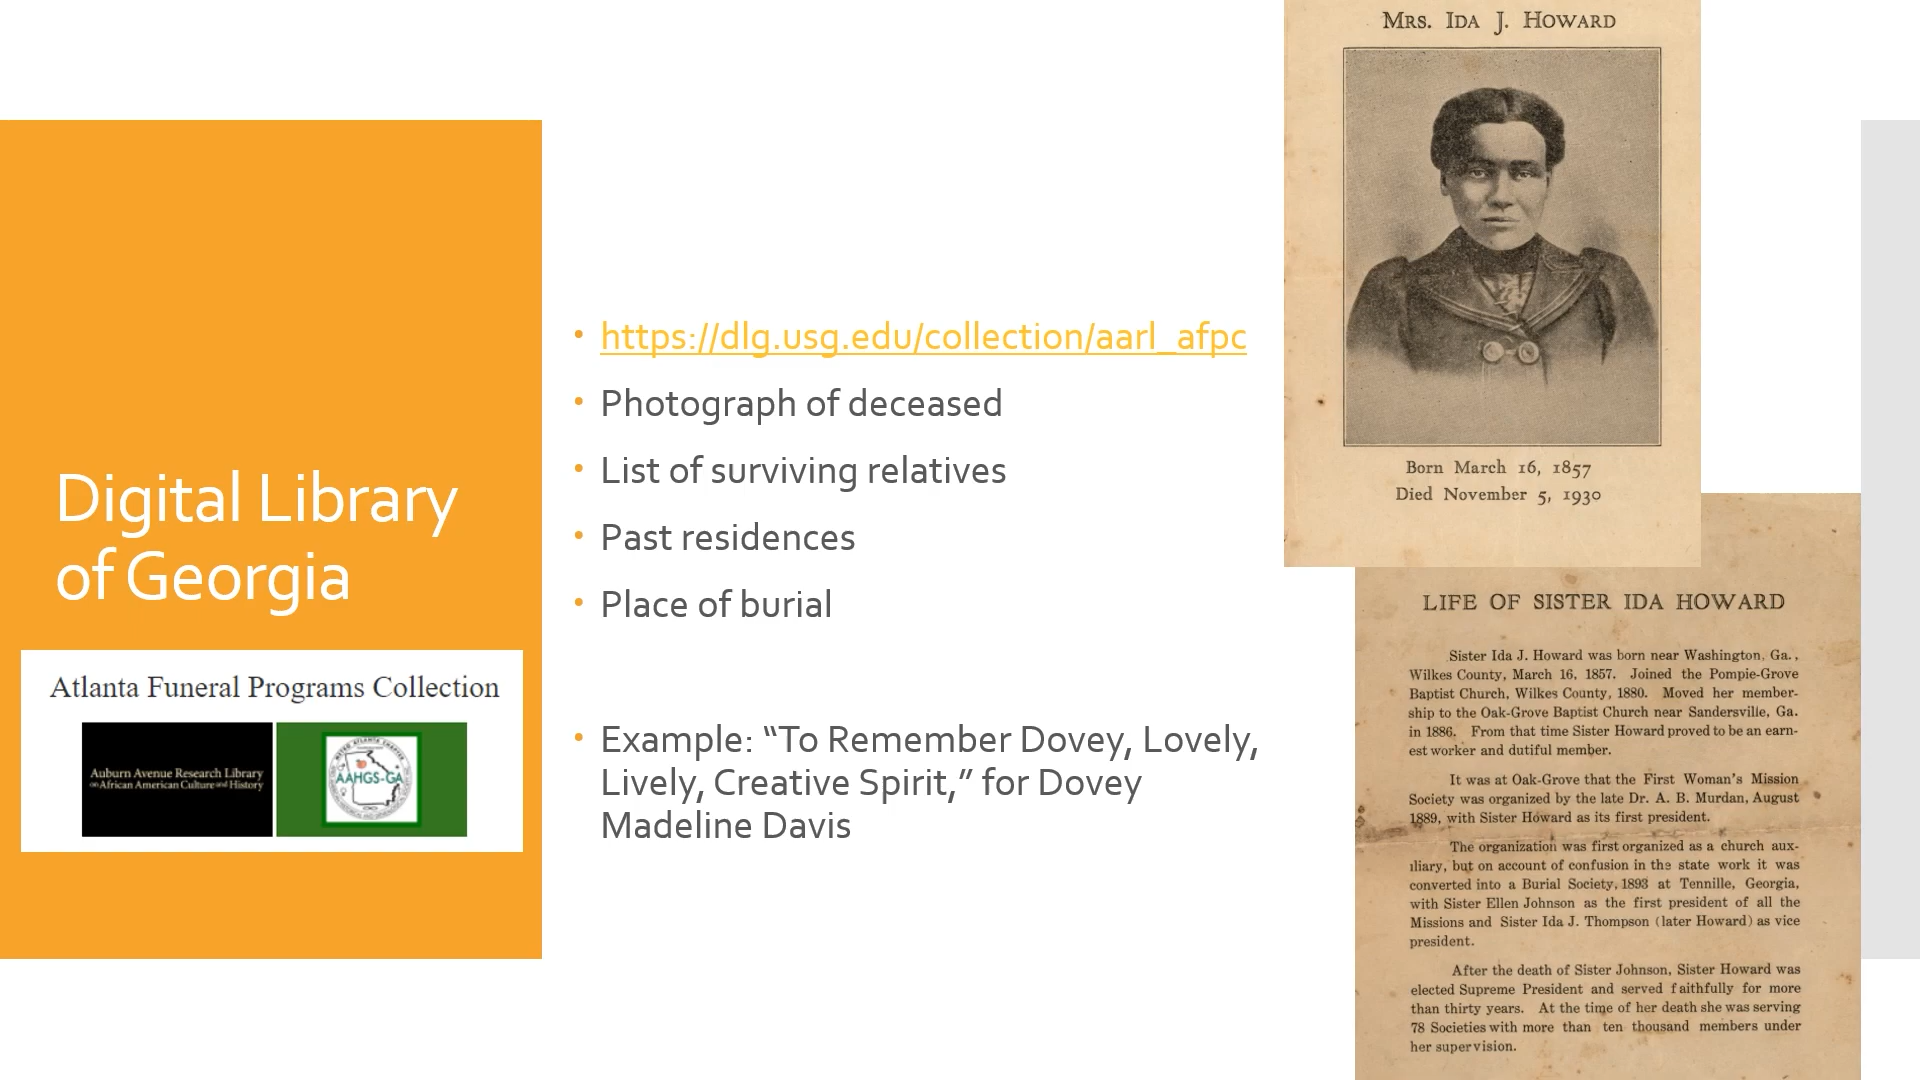 Digital Library
of Georgia
Atlanta Funeral Programs Collection
Auburn Avenue Research Library
on African American Culture and History
AAHGS-GA
• https://dlg.usg.edu/collection/aarl_afpc
• Photograph of deceased
• List of surviving relatives
• Past residences
• Place of burial
• Example: “To Remember Dovey, Lovely,
Lively, Creative Spirit,” for Dovey
Madeline Davis
MRS. IDA J. HOWARD
Born March 16, 1857
Died November 5, 1930
LIFE OF SISTER IDA HOWARD
Sister Ida J. Howard was born near Washington, Ga.,
Wilkes County, March 16, 1857. Joined the Pompie-Grove
Baptist Church, Wilkes County, 1880. Moved her member-
ship to the Oak-Grove Baptist Church near Sandersville, Ga.
in 1886. From that time Sister Howard proved to be an earn-
est worker and dutiful member.
It was at Oak-Grove that the First Woman's Mission
Society was organized by the late Dr. A. B. Murdan, August
1889, with Sister Howard as its first president.
The organization was first organized as a church aux-
iliary, but on account of confusion in the state work it was
converted into a Burial Society, 1893 at Tennille, Georgia,
with Sister Ellen Johnson as the first president of all the
Missions and Sister Ida J. Thompson (later Howard) as vice
president.
After the death of Sister Johnson, Sister Howard was
elected Supreme President and served faithfully for more
than thirty years. At the time of her death she was serving
78 Societies with more than ten thousand members under
her supervision.